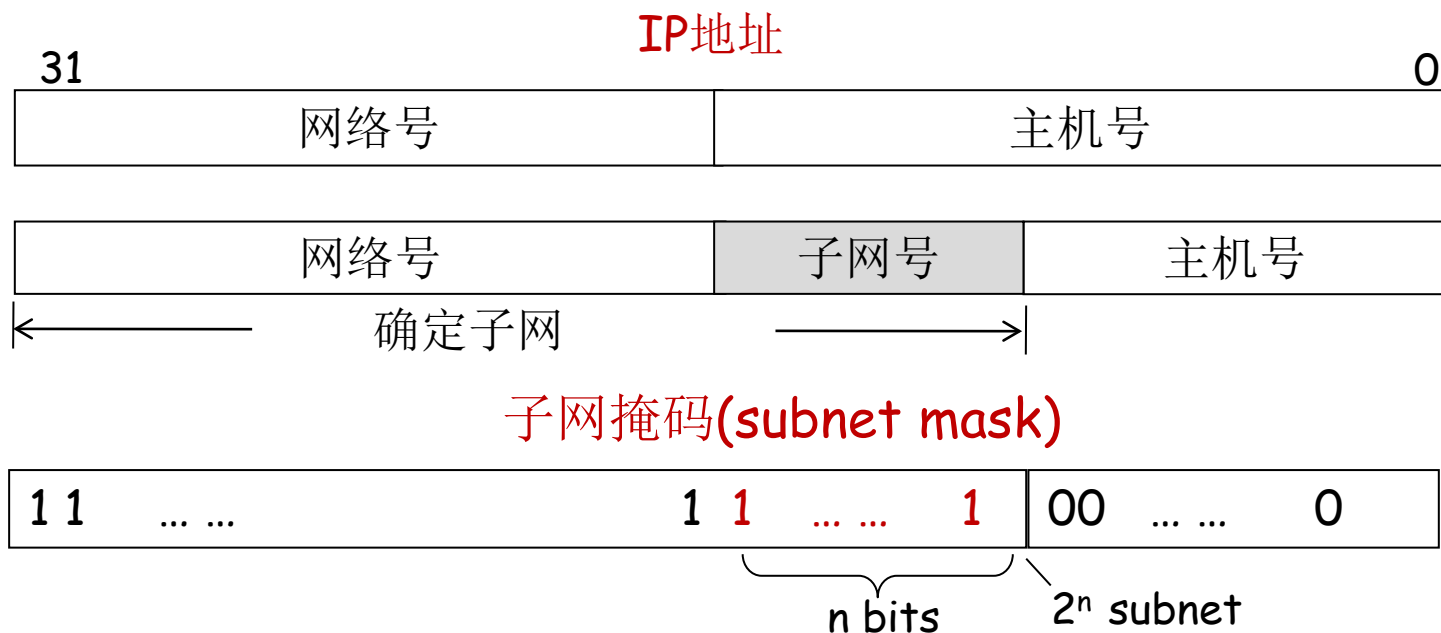 IP地址
31 0
网络号 主机号
网络号 子网号 主机号
确定子网
子网掩码(subnet mask)
1 1 … … 1 1 … … 1 00 … … 0
n bits 2ⁿ subnet